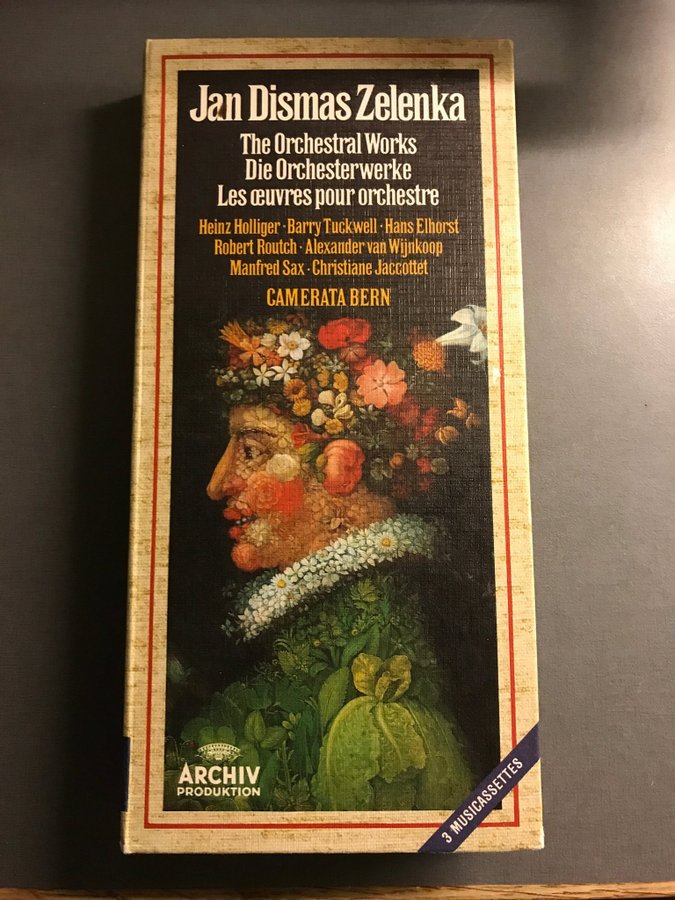 Jan Dismas Zelenka
The Orchestral Works
Die Orchesterwerke
Les œuvres pour orchestre
Heinz Holliger · Barry Tuckwell · Hans Elhorst
Robert Routch · Alexander van Wijnkoop
Manfred Sax · Christiane Jaccottet
CAMERATA BERN
ARCHIV
PRODUKTION
3 MUSICASSETTES